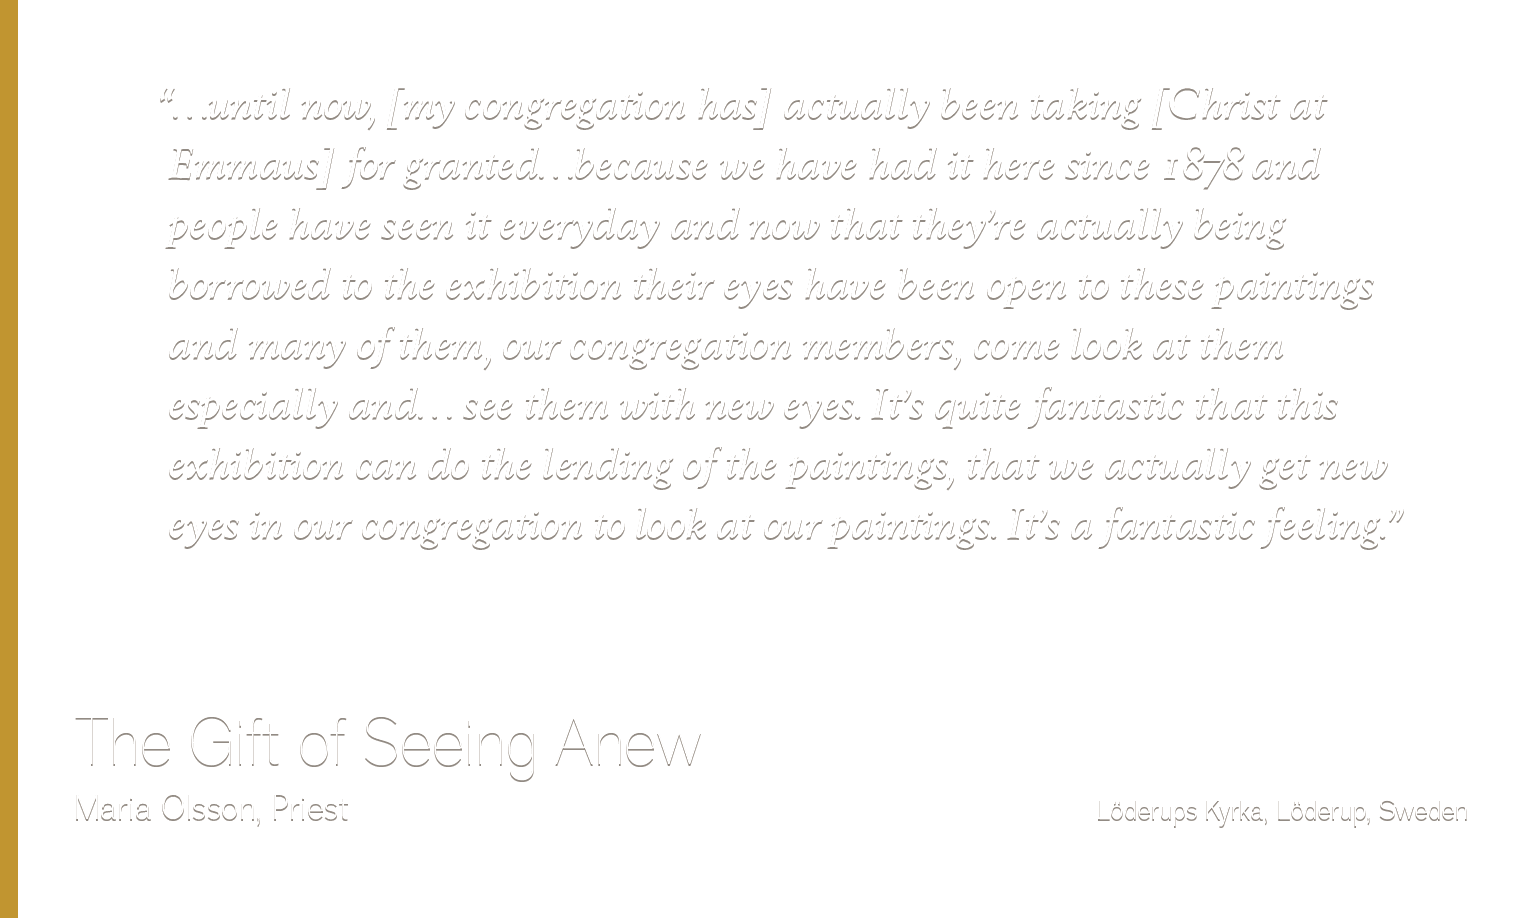 “…until now, [my congregation has] actually been taking [Christ at
Emmaus] for granted…because we have had it here since 1878 and
people have seen it everyday and now that they’re actually being
borrowed to the exhibition their eyes have been open to these paintings
and many of them, our congregation members, come look at them
especially and… see them with new eyes. It’s quite fantastic that this
exhibition can do the lending of the paintings, that we actually get new
eyes in our congregation to look at our paintings. It’s a fantastic feeling.”
The Gift of Seeing Anew
Maria Olsson, Priest
Löderups Kyrka, Löderup, Sweden